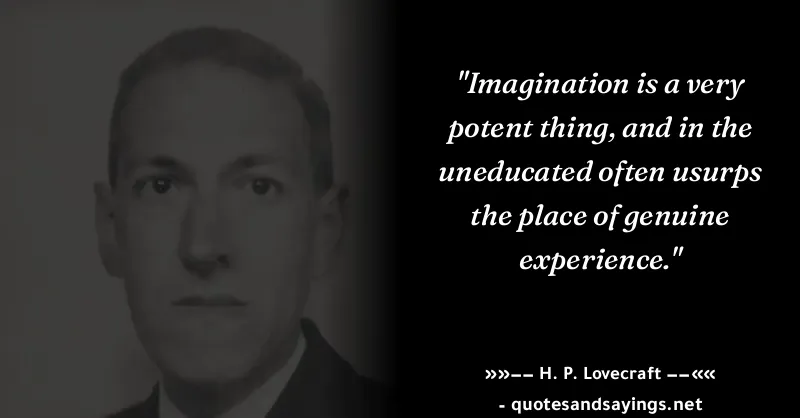 "Imagination is a very
potent thing, and in the
uneducated often usurps
the place of genuine
experience."
»»−− H. P. Lovecraft −−««
- quotesandsayings.net